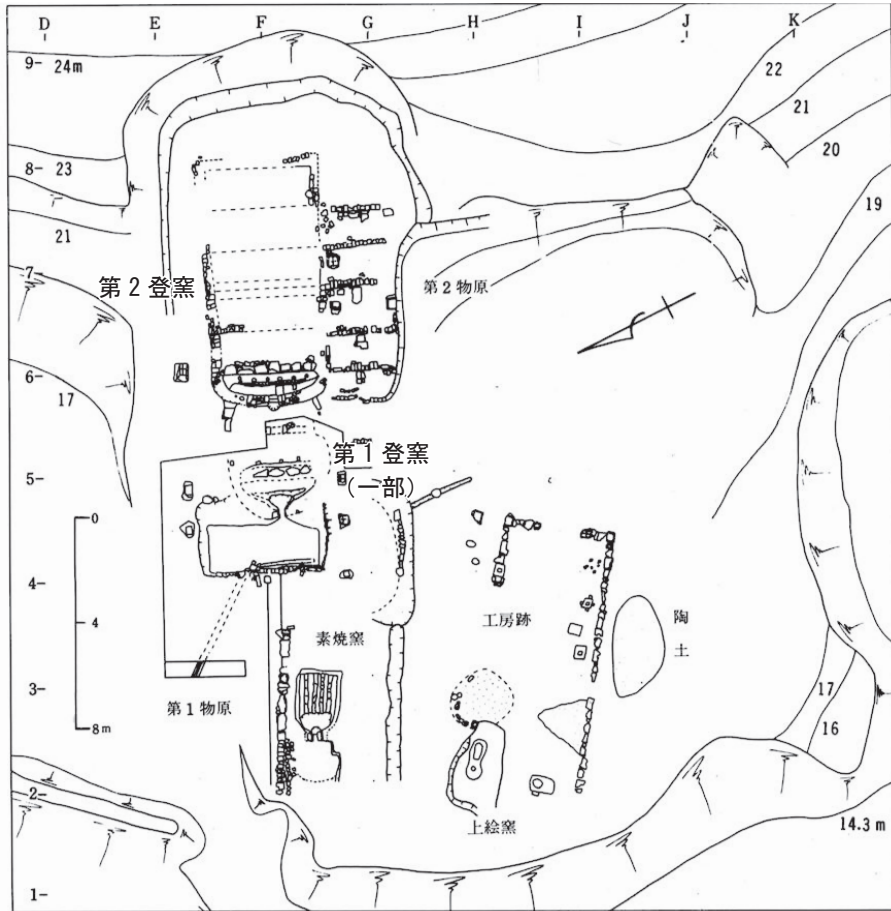 D E F G H I J K
9- 24m
22
21
20
8- 23
19
21
7-
第2登窯
第2物原
6-
17
第1登窯
(一部)
5-
0
4-
工房跡
陶
土
4
素焼窯
3-
17
第1物原
16
8m
2-
上絵窯
14.3 m
1-